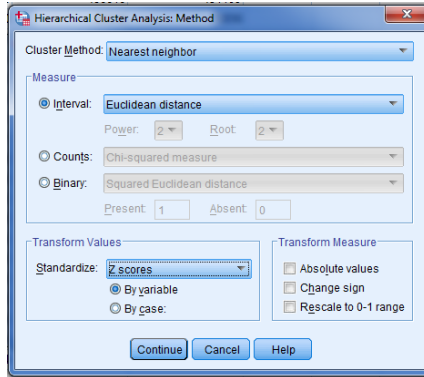 Hierarchical Cluster Analysis: Method
Cluster Method: Nearest neighbor
Measure
Interval: Euclidean distance
Power: 2 Root: 2
Counts: Chi-squared measure
Binary: Squared Euclidean distance
Present: 1 Absent: 0
Transform Values
Standardize: Z scores
By variable
By case:
Transform Measure
Absolute values
Change sign
Rescale to 0-1 range
Continue Cancel Help